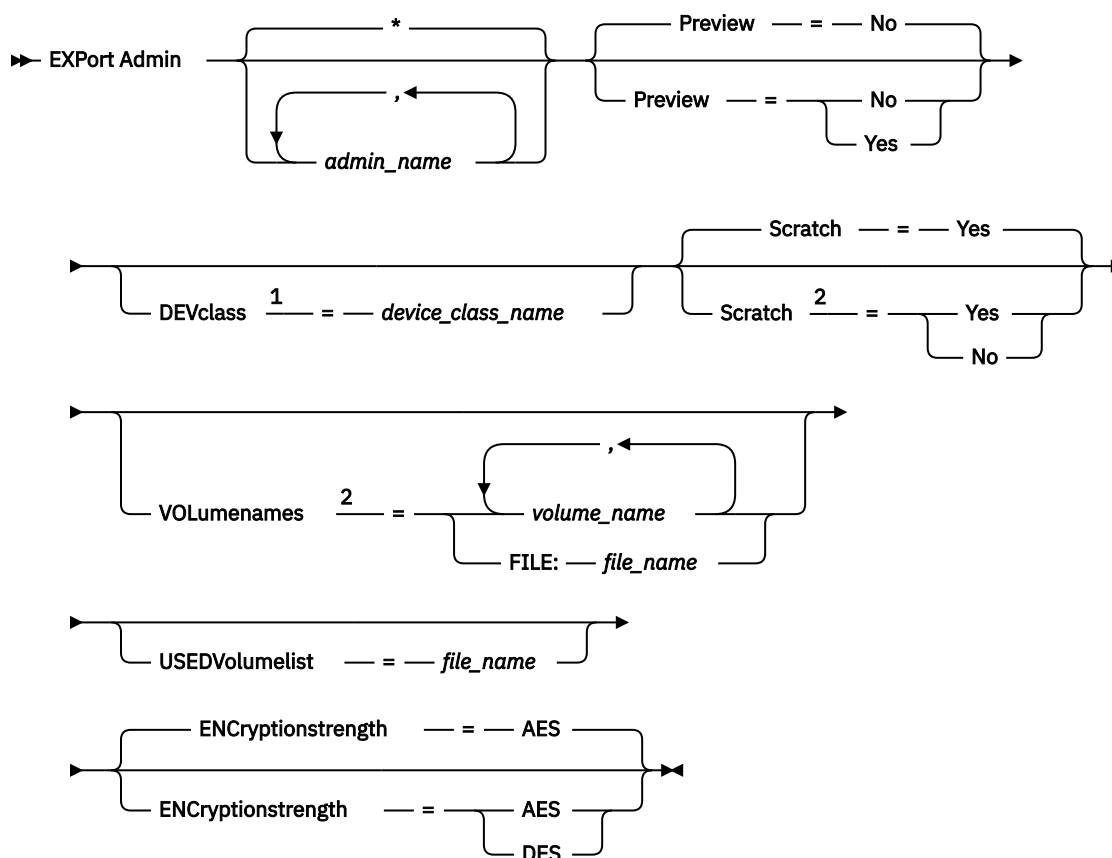 *
Preview = No
EXPort Admin
,
admin_name
Preview = No
Yes
Scratch = Yes
DEVclass 1 = device_class_name
Scratch 2 = Yes
No
,
VOLumenames 2 = volume_name
FILE: file_name
USEDVolumelist = file_name
ENCryptionstrength = AES
ENCryptionstrength = AES
DES